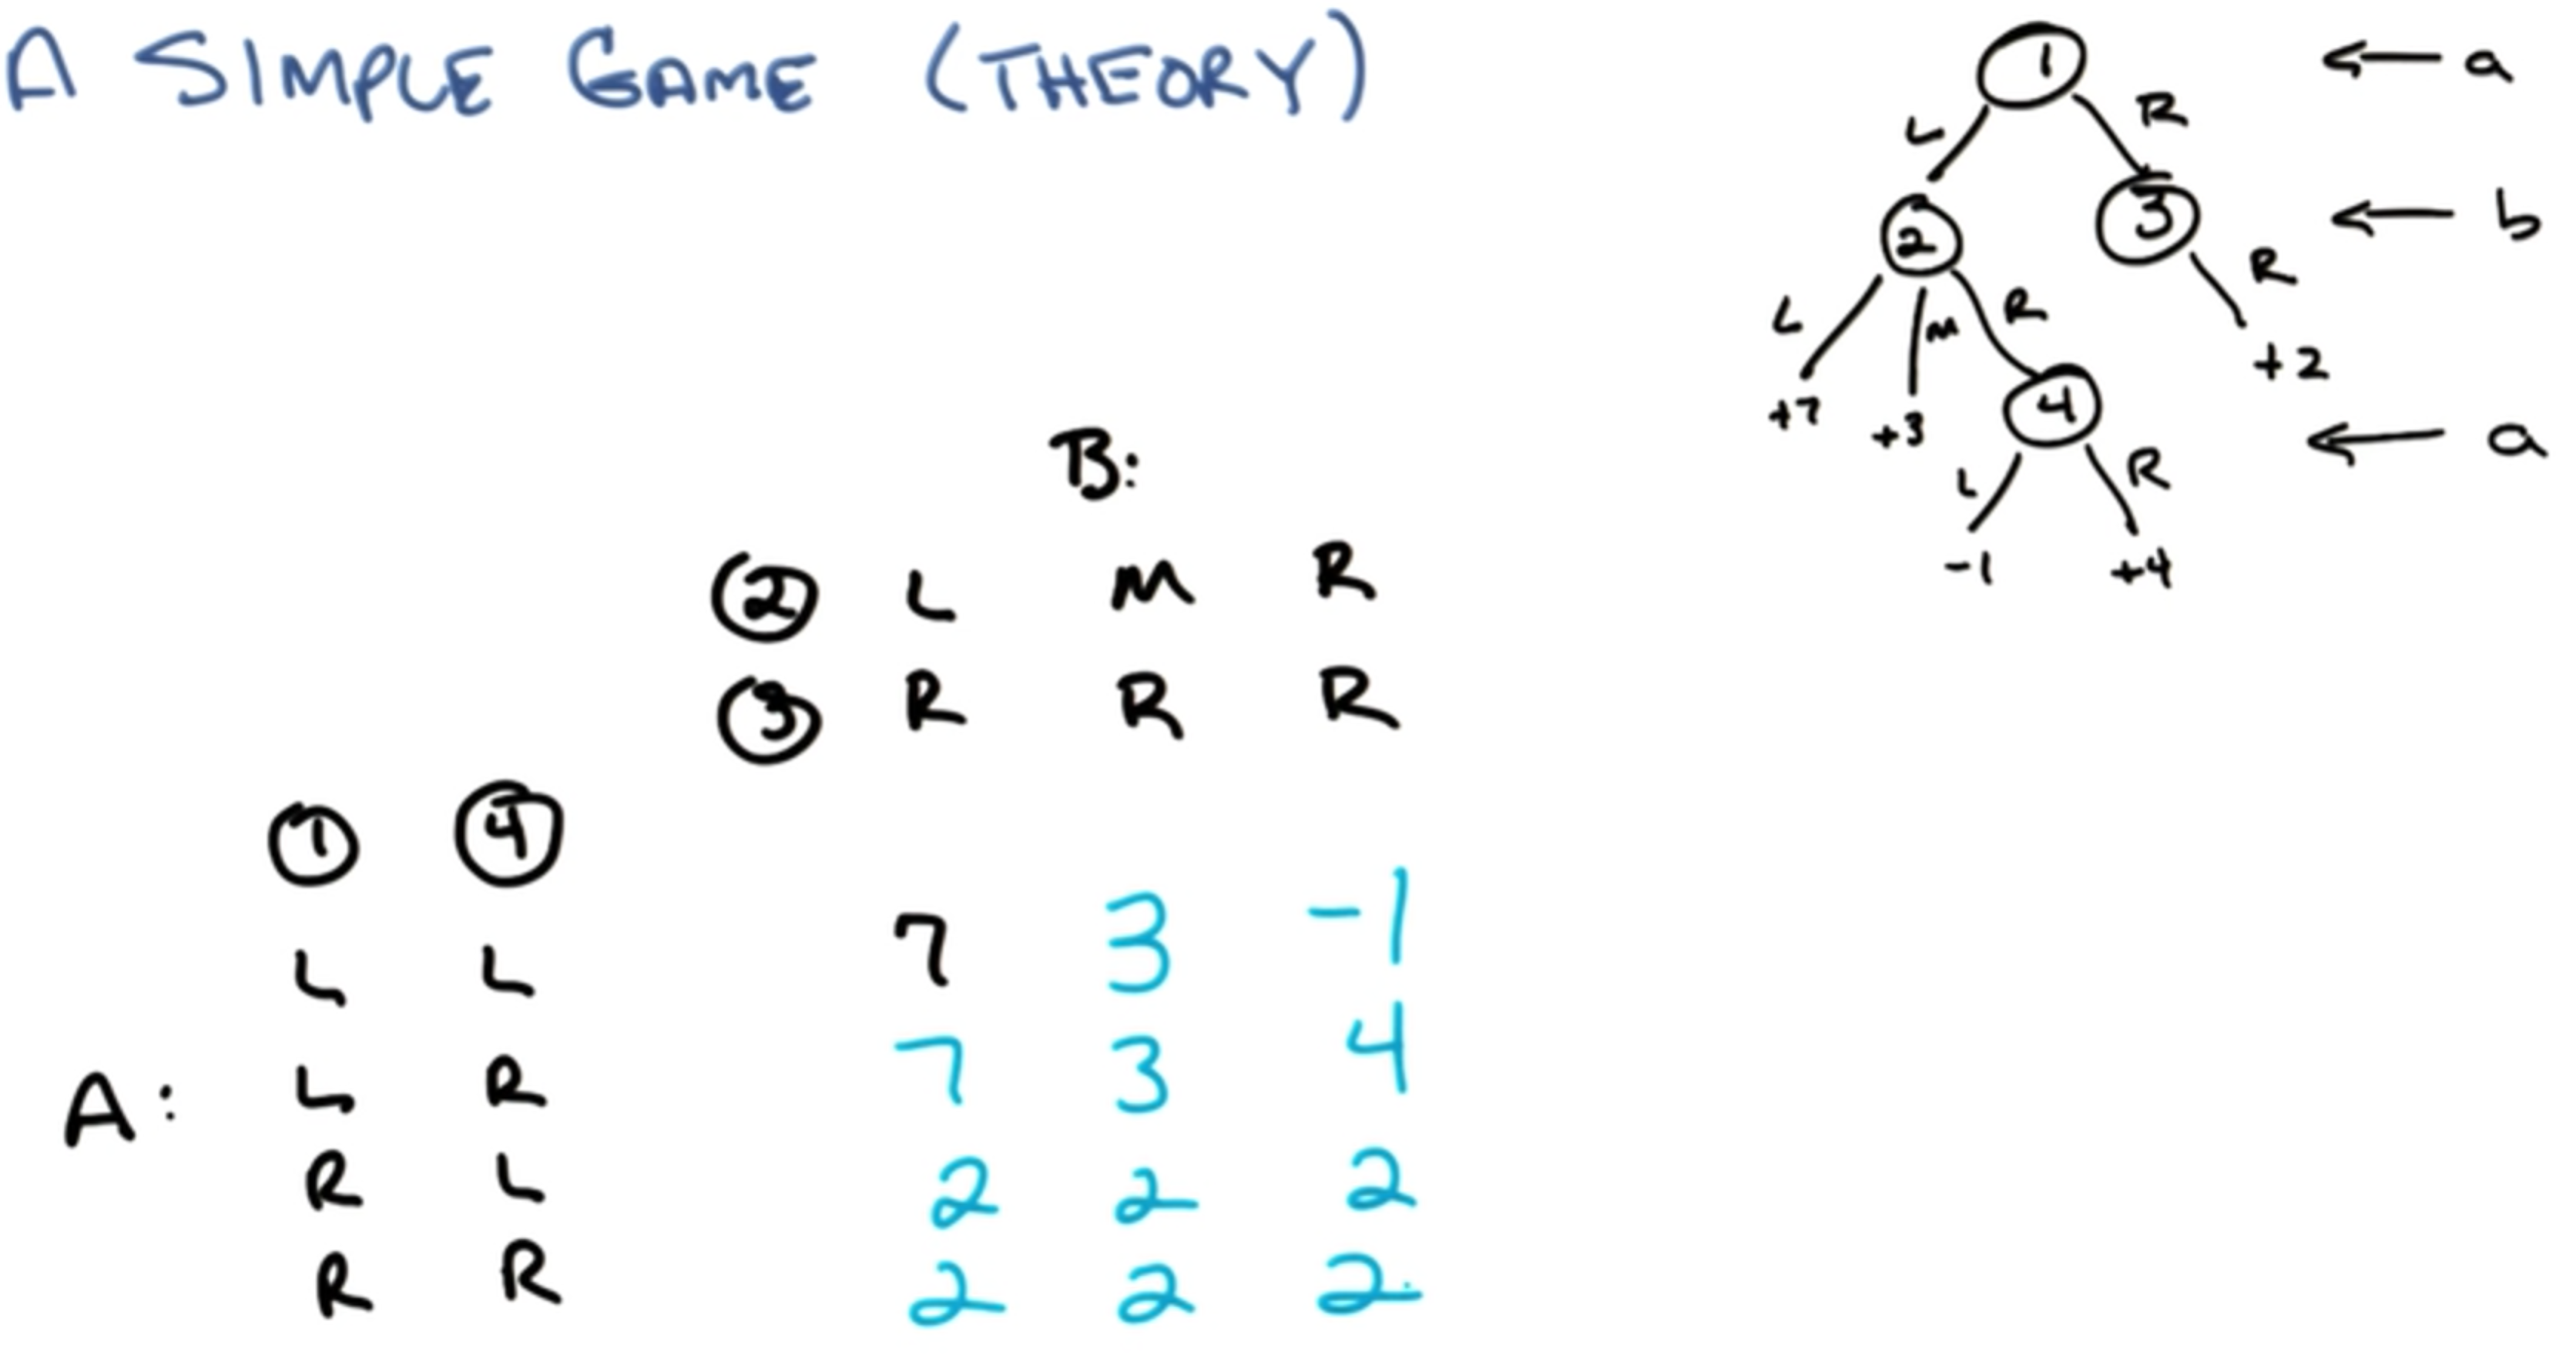 A SIMPLE GAME (THEORY)
1 ← a
L R
2 3 ← b
L M R R
+7 +3 4 +2 ← a
L R
-1 +4
B:
2 L M R
3 R R R
1 4
L L 7 3 -1
A: L R 7 3 4
R L 2 2 2
R R 2 2 2